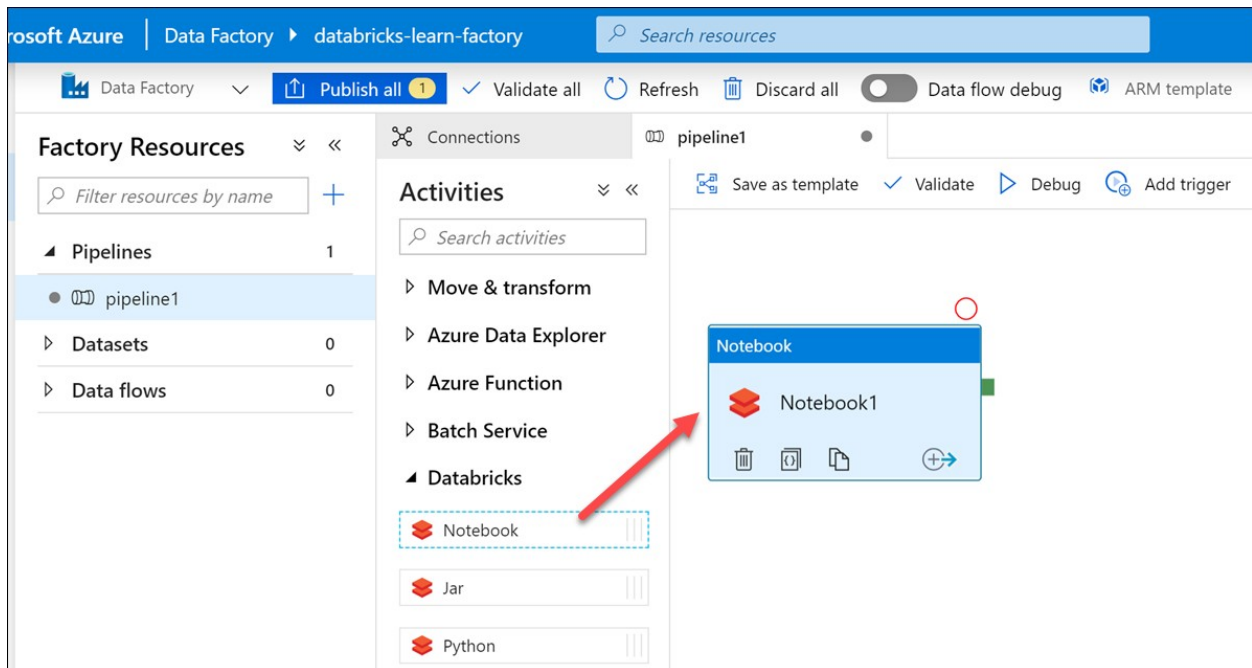 rosoft Azure Data Factory databricks-learn-factory Search resources
Data Factory Publish all 1 Validate all Refresh Discard all Data flow debug ARM template
Factory Resources
Filter resources by name
Pipelines 1
pipeline1
Datasets 0
Data flows 0
Connections
pipeline1
Activities
Search activities
Move & transform
Azure Data Explorer
Azure Function
Batch Service
Databricks
Notebook
Jar
Python
Save as template Validate Debug Add trigger
Notebook
Notebook1